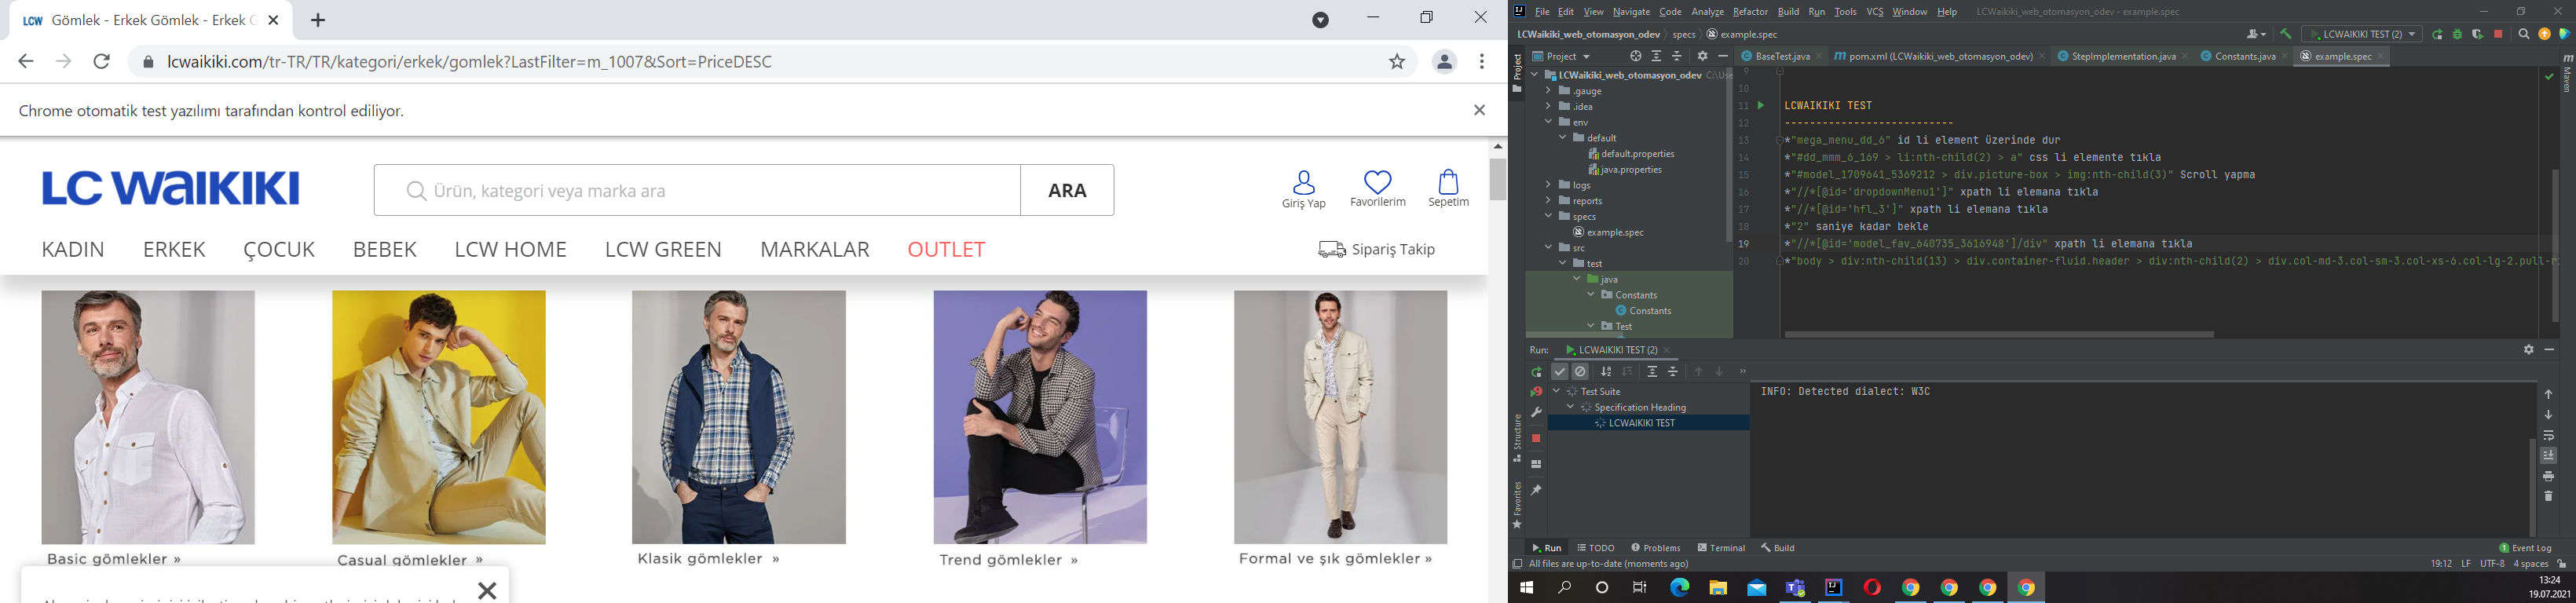 LCW Gömlek - Erkek Gömlek - Erkek G
lcwaikiki.com/tr-TR/TR/kategori/erkek/gomlek?LastFilter=m_1007&Sort=PriceDESC
Chrome otomatik test yazılımı tarafından kontrol ediliyor.
LC WAIKIKI
Ürün, kategori veya marka ara
ARA
Giriş Yap
Favorilerim
Sepetim
KADIN ERKEK ÇOCUK BEBEK LCW HOME LCW GREEN MARKALAR OUTLET
Sipariş Takip
Basic gömlekler »
Casual gömlekler »
Klasik gömlekler »
Trend gömlekler »
Formal ve şık gömlekler »
File Edit View Navigate Code Analyze Refactor Build Run Tools VCS Window Help LCWaikiki_web_otomasyon_odev - example.spec
LCWaikiki_web_otomasyon_odev specs example.spec
LCWAIKIKI TEST (2)
Project
BaseTest.java
pom.xml (LCWaikiki_web_otomasyon_odev)
StepImplementation.java
Constants.java
example.spec
Project
Maven
LCWaikiki_web_otomasyon_odev C:\Use
.gauge
.idea
env
default
default.properties
java.properties
logs
reports
specs
example.spec
src
test
java
Constants
Constants
Test
9
10
11 LCWAIKIKI TEST
12 ---------------------------
13 *"mega_menu_dd_6" id li element üzerinde dur
14 *"#dd_mmm_6_169 > li:nth-child(2) > a" css li elemente tıkla
15 *"#model_1709641_5369212 > div.picture-box > img:nth-child(3)" Scroll yapma
16 *"//*[@id='dropdownMenu1']" xpath li elemana tıkla
17 *"//*[@id='hfl_3']" xpath li elemana tıkla
18 *"2" saniye kadar bekle
19 *"//*[@id='model_fav_640735_3616948']/div" xpath li elemana tıkla
20 *"body > div:nth-child(13) > div.container-fluid.header > div:nth-child(2) > div.col-md-3.col-sm-3.col-xs-6.col-lg-2.pull-r
Run: LCWAIKIKI TEST (2)
Test Suite
Specification Heading
LCWAIKIKI TEST
INFO: Detected dialect: W3C
Structure
Favorites
Run TODO Problems Terminal Build
Event Log
All files are up-to-date (moments ago)
19:12 LF UTF-8 4 spaces
13:24
19.07.2021